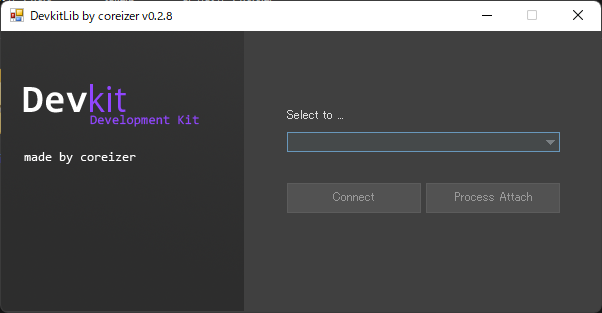 DevkitLib by coreizer v0.2.8
Devkit
Development Kit
made by coreizer
Select to ...
Connect
Process Attach